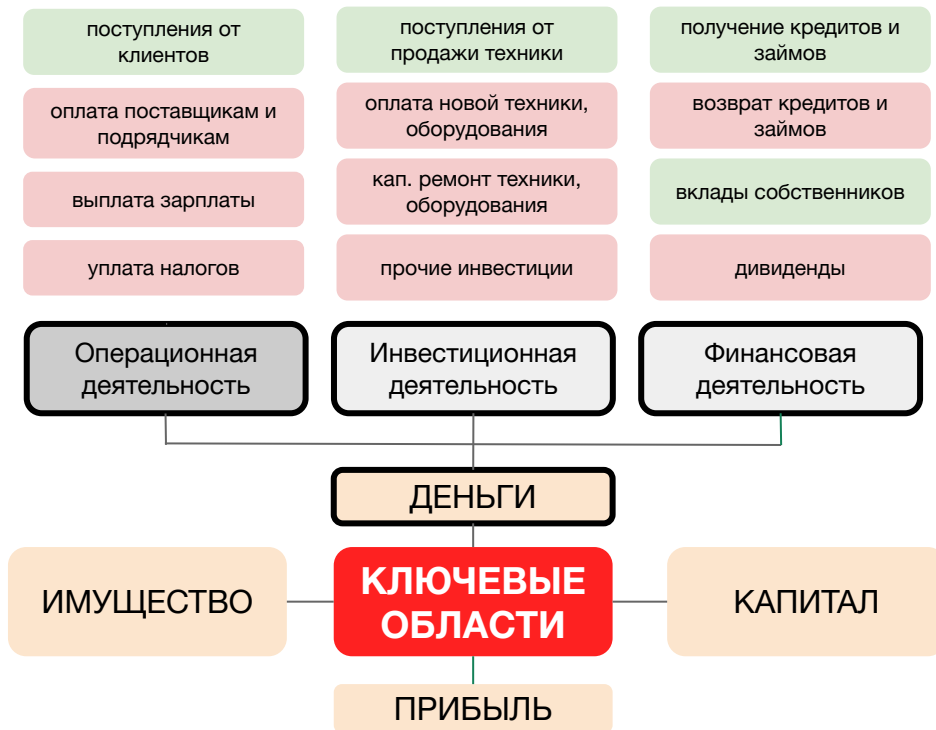 поступления от
клиентов
поступления от
продажи техники
получение кредитов и
займов
оплата поставщикам и
подрядчикам
оплата новой техники,
оборудования
возврат кредитов и
займов
выплата зарплаты
кап. ремонт техники,
оборудования
вклады собственников
уплата налогов
прочие инвестиции
дивиденды
Операционная
деятельность
Инвестиционная
деятельность
Финансовая
деятельность
ДЕНЬГИ
ИМУЩЕСТВО
КЛЮЧЕВЫЕ
ОБЛАСТИ
КАПИТАЛ
ПРИБЫЛЬ